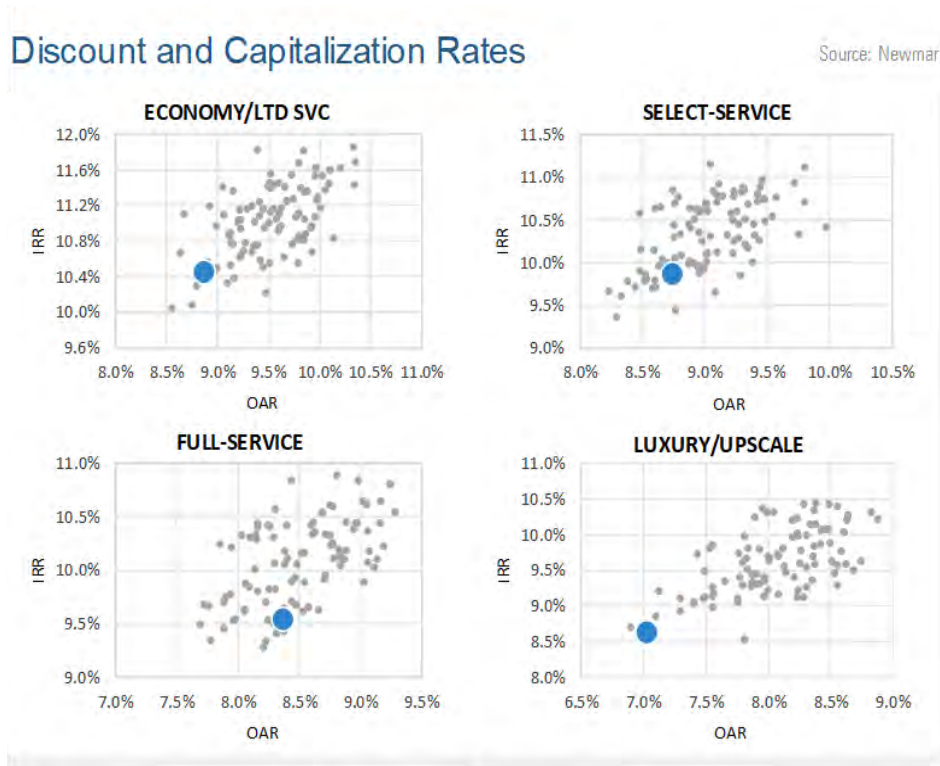 Discount and Capitalization Rates
Source: Newmar
ECONOMY/LTD SVC
12.0%
11.6%
11.2%
10.8%
10.4%
10.0%
9.6%
IRR
8.0% 8.5% 9.0% 9.5% 10.0% 10.5% 11.0%
OAR
SELECT-SERVICE
11.5%
11.0%
10.5%
10.0%
9.5%
9.0%
IRR
8.0% 8.5% 9.0% 9.5% 10.0% 10.5%
OAR
FULL-SERVICE
11.0%
10.5%
10.0%
9.5%
9.0%
IRR
7.0% 7.5% 8.0% 8.5% 9.0% 9.5%
OAR
LUXURY/UPSCALE
11.0%
10.5%
10.0%
9.5%
9.0%
8.5%
8.0%
IRR
6.5% 7.0% 7.5% 8.0% 8.5% 9.0%
OAR